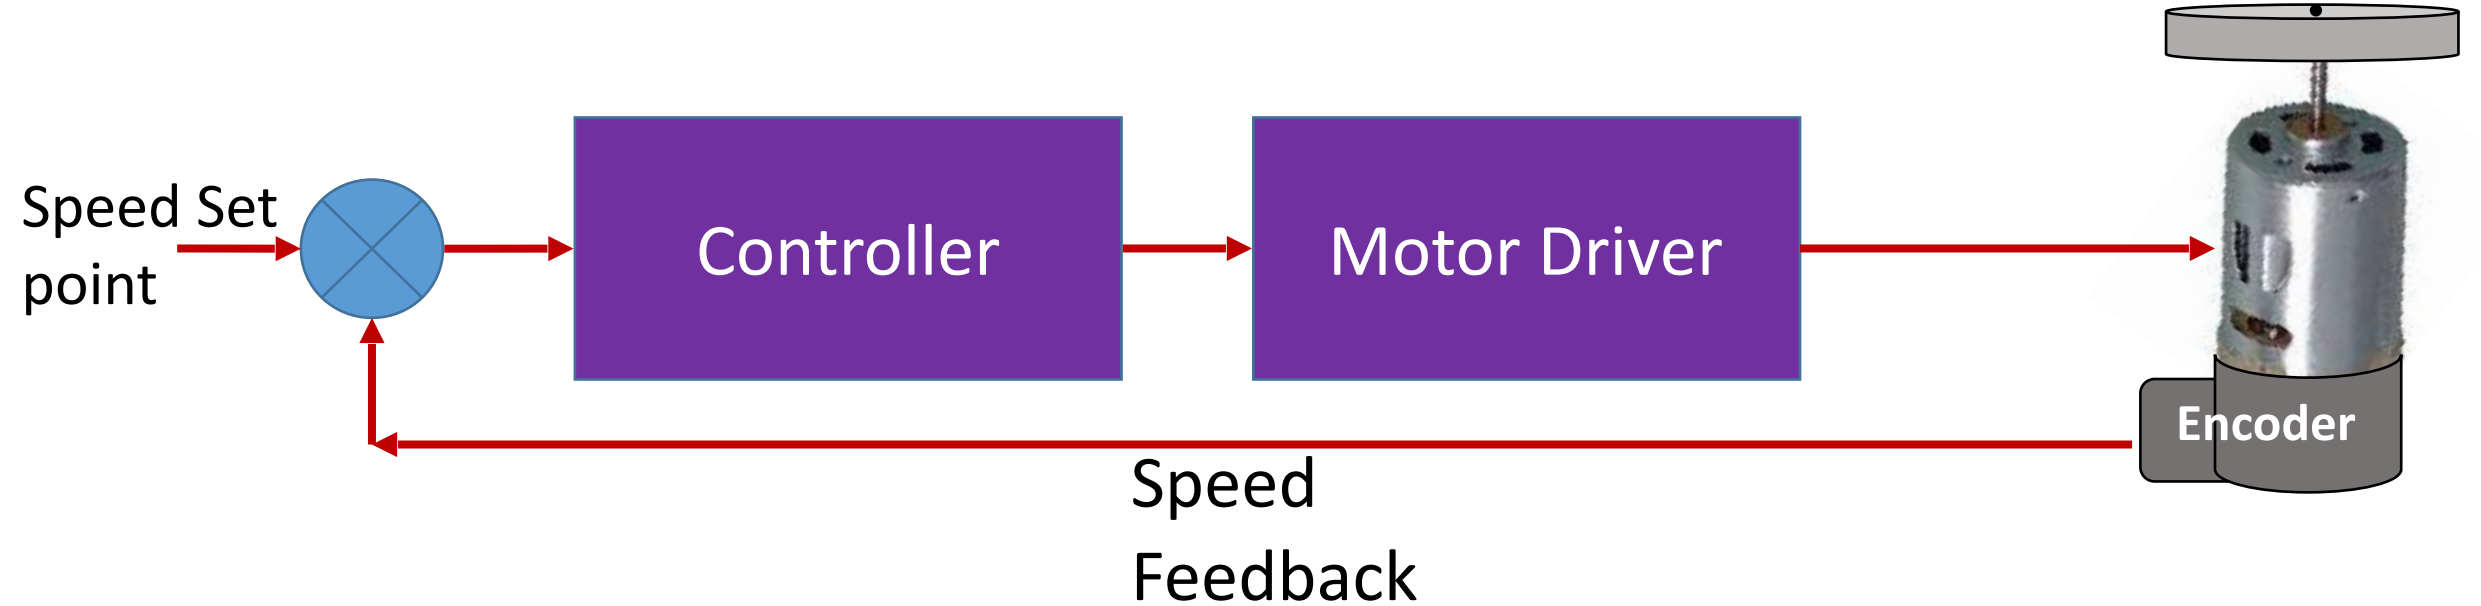 Speed Set
point
Controller
Motor Driver
Encoder
Speed
Feedback